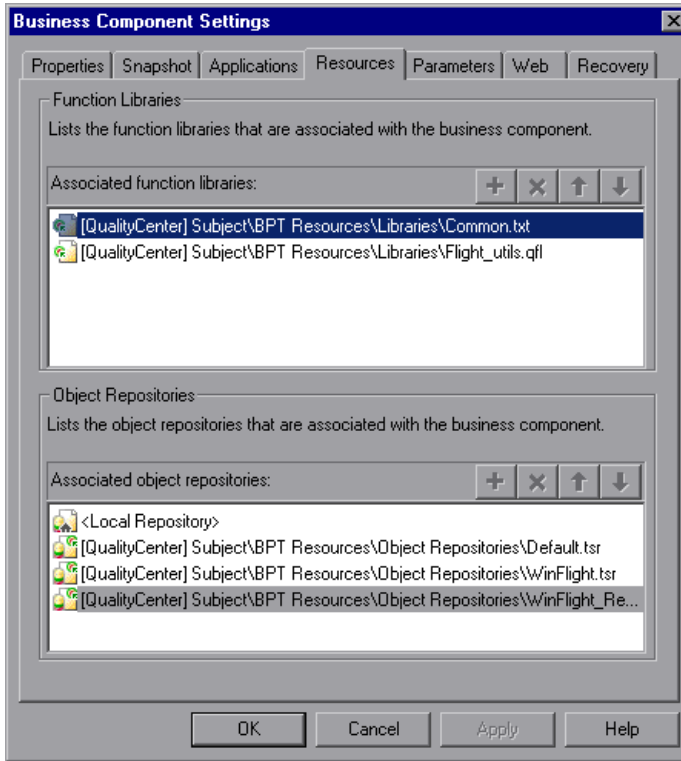 Business Component Settings
Properties Snapshot Applications Resources Parameters Web Recovery
Function Libraries
Lists the function libraries that are associated with the business component.
Associated function libraries:
[QualityCenter] Subject\BPT Resources\Libraries\Common.txt
[QualityCenter] Subject\BPT Resources\Libraries\Flight_utils.qfl
Object Repositories
Lists the object repositories that are associated with the business component.
Associated object repositories:
<Local Repository>
[QualityCenter] Subject\BPT Resources\Object Repositories\Default.tsr
[QualityCenter] Subject\BPT Resources\Object Repositories\WinFlight.tsr
[QualityCenter] Subject\BPT Resources\Object Repositories\WinFlight_Re...
OK Cancel Apply Help